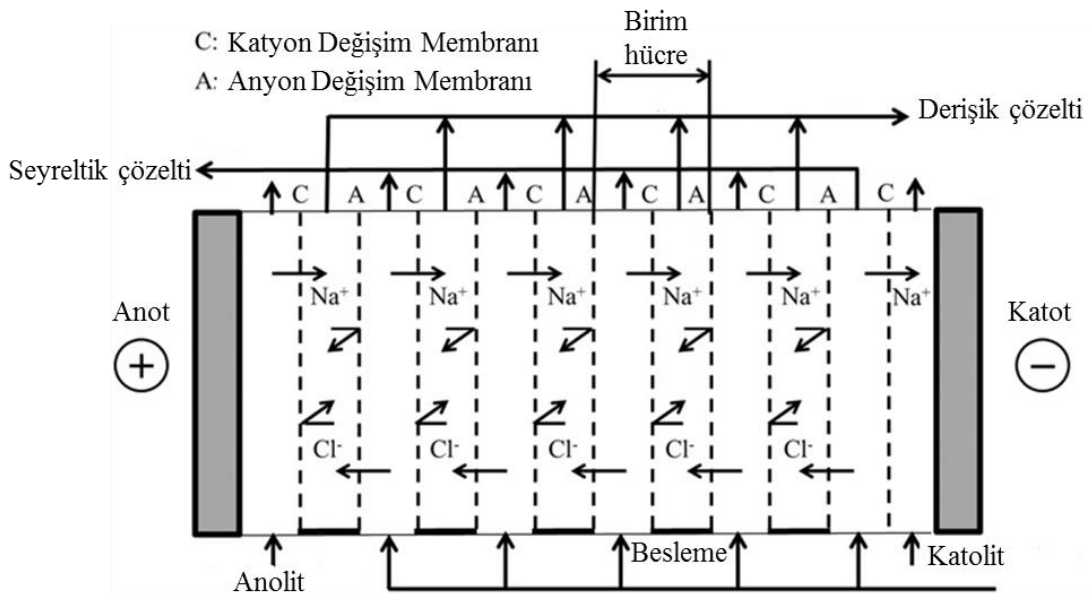 C: Katyon Değişim Membranı
A: Anyon Değişim Membranı
Birim
hücre
Derişik çözelti
Seyreltik çözelti
C A C A C A C A C A C
Na⁺ Na⁺ Na⁺ Na⁺ Na⁺ Na⁺
Anot
Katot
+
−
Cl⁻ Cl⁻ Cl⁻ Cl⁻ Cl⁻
Besleme
Anolit
Katolit